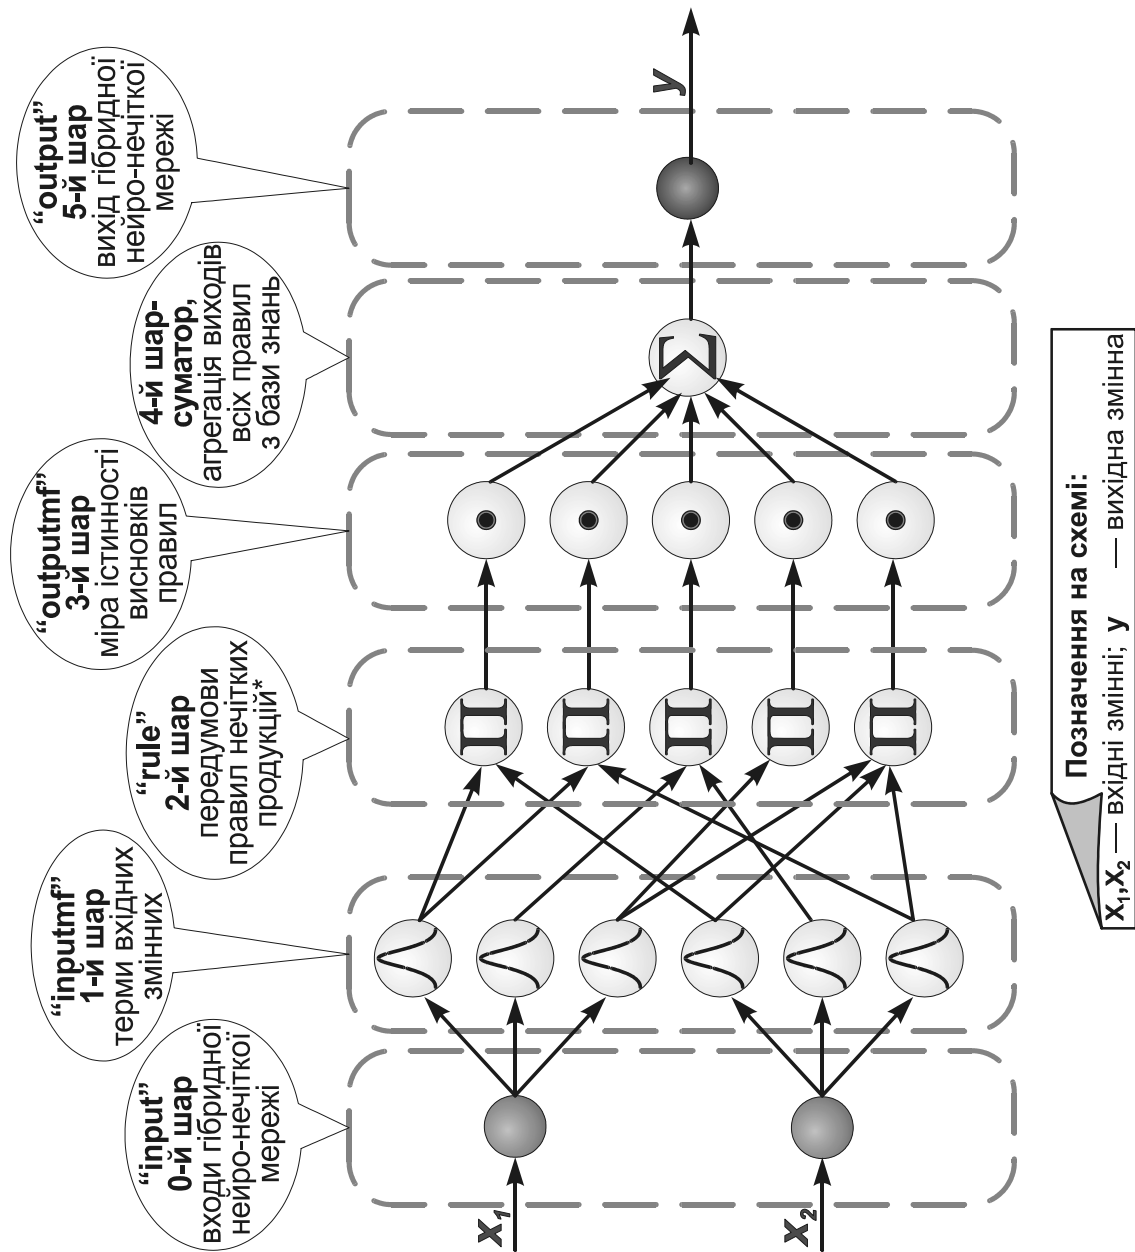 “input”
0-й шар
входи гібридної
нейро-нечіткої
мережі
“inputmf”
1-й шар
терми вхідних
змінних
“rule”
2-й шар
передумови
правил нечітких
продукцій*
“outputmf”
3-й шар
міра істинності
висновків
правил
4-й шар-
суматор,
агрегація виходів
всіх правил
з бази знань
“output”
5-й шар
вихід гібридної
нейро-нечіткої
мережі
x₁
x₂
Π
Π
Π
Π
Π
Σ
y
Позначення на схемі:
x₁,x₂ — вхідні змінні; y — вихідна змінна